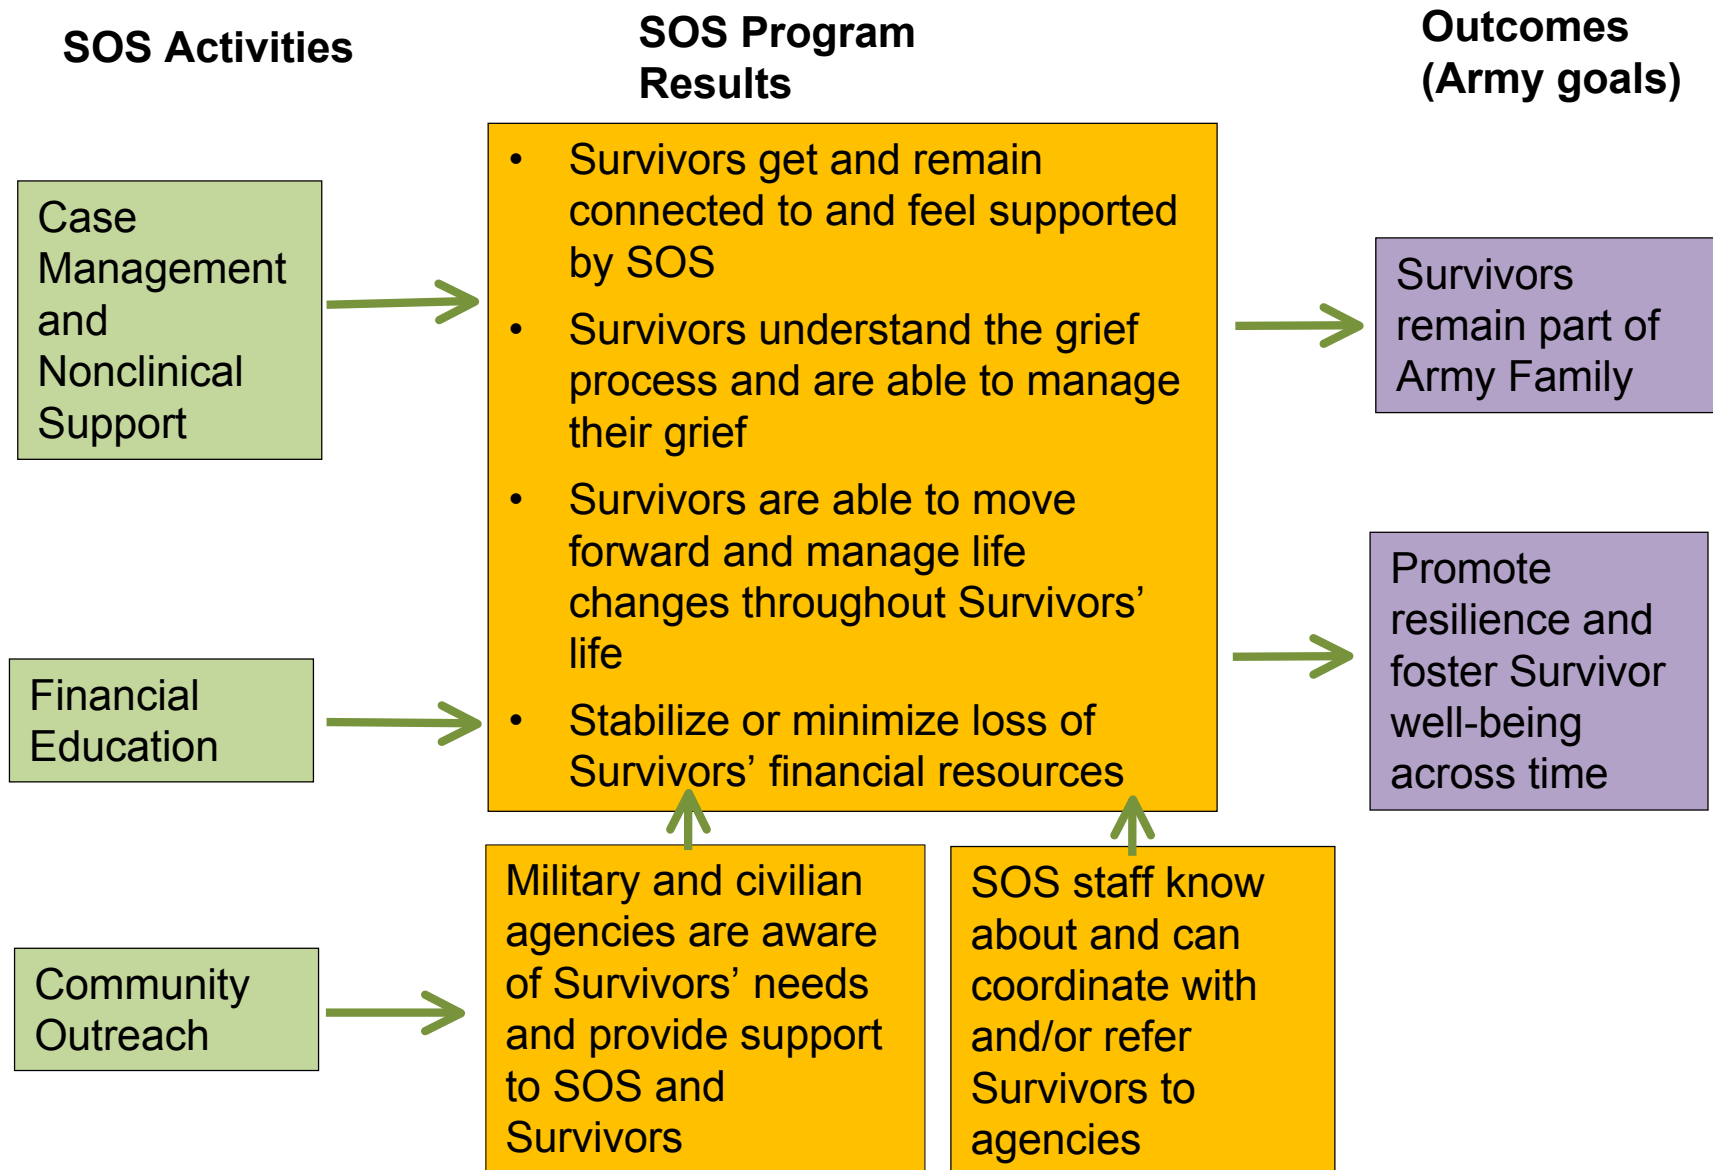 SOS Activities
SOS Program
Results
Outcomes
(Army goals)
Case
Management
and
Nonclinical
Support
Financial
Education
Community
Outreach
• Survivors get and remain
connected to and feel supported
by SOS
• Survivors understand the grief
process and are able to manage
their grief
• Survivors are able to move
forward and manage life
changes throughout Survivors’
life
• Stabilize or minimize loss of
Survivors’ financial resources
Military and civilian
agencies are aware
of Survivors’ needs
and provide support
to SOS and
Survivors
SOS staff know
about and can
coordinate with
and/or refer
Survivors to
agencies
Survivors
remain part of
Army Family
Promote
resilience and
foster Survivor
well-being
across time